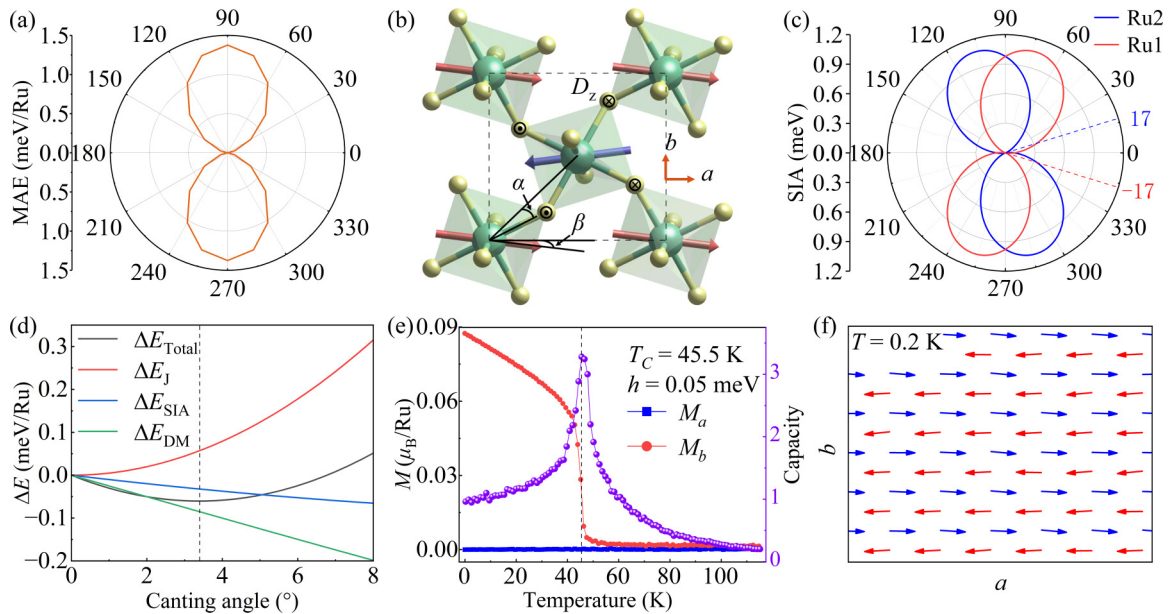 (a)
90
120
60
150
30
180
0
210
330
240
300
270
1.5
1.0
0.5
0.0
0.5
1.0
1.5
MAE (meV/Ru)
(b)
D_z
b
a
α
β
(c)
Ru2
Ru1
90
120
60
150
30
17
180
0
−17
210
330
240
300
270
1.2
0.9
0.6
0.3
0.0
0.3
0.6
0.9
1.2
SIA (meV)
(d)
ΔE_Total
ΔE_J
ΔE_SIA
ΔE_DM
0.3
0.2
0.1
0.0
−0.1
−0.2
ΔE (meV/Ru)
0
2
4
6
8
Canting angle (°)
(e)
T_C = 45.5 K
h = 0.05 meV
M_a
M_b
0.09
0.06
0.03
0.00
M (μ_B/Ru)
3
2
1
0
Capacity
0
20
40
60
80
100
Temperature (K)
(f)
T = 0.2 K
b
a